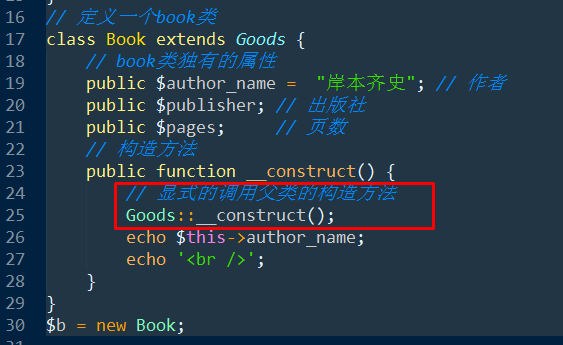 16 // 定义一个book类
17 class Book extends Goods {
18 // book类独有的属性
19 public $author_name =  "岸本齐史"; // 作者
20 public $publisher; // 出版社
21 public $pages;     // 页数
22 // 构造方法
23 public function __construct() {
24 // 显式的调用父类的构造方法
25 Goods::__construct();
26 echo $this->author_name;
27 echo '<br />';
28 }
29 }
30 $b = new Book;